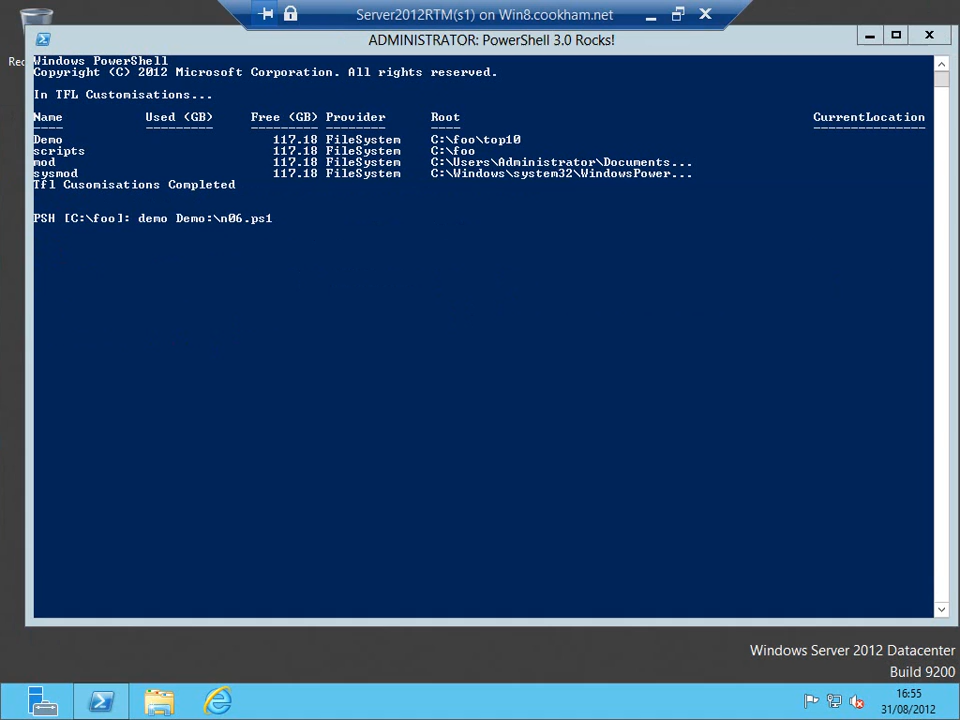 Server2012RTM(s1) on Win8.cookham.net
ADMINISTRATOR: PowerShell 3.0 Rocks!
Windows PowerShell
Copyright (C) 2012 Microsoft Corporation. All rights reserved.
In TFL Customisations...
Name Used (GB) Free (GB) Provider Root CurrentLocation
---- --------- --------- -------- ---- ---------------
Demo 117.18 FileSystem C:\foo\top10
scripts 117.18 FileSystem C:\foo
mod 117.18 FileSystem C:\Users\Administrator\Documents...
sysmod 117.18 FileSystem C:\Windows\system32\WindowsPower...
Tfl Cusomisations Completed
PSH [C:\foo]: demo Demo:\n06.ps1
Windows Server 2012 Datacenter
Build 9200
16:55
31/08/2012